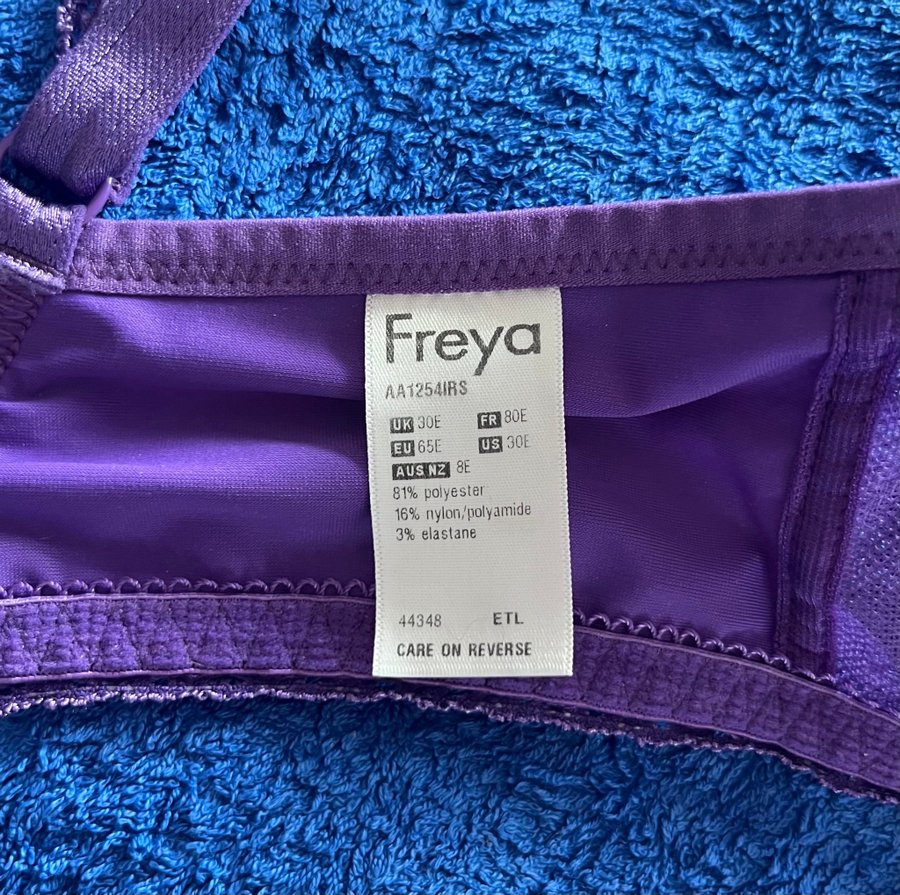 Freya
AA1254IRS
UK 30E FR 80E
EU 65E US 30E
AUS NZ 8E
81% polyester
16% nylon/polyamide
3% elastane
44348 ETL
CARE ON REVERSE